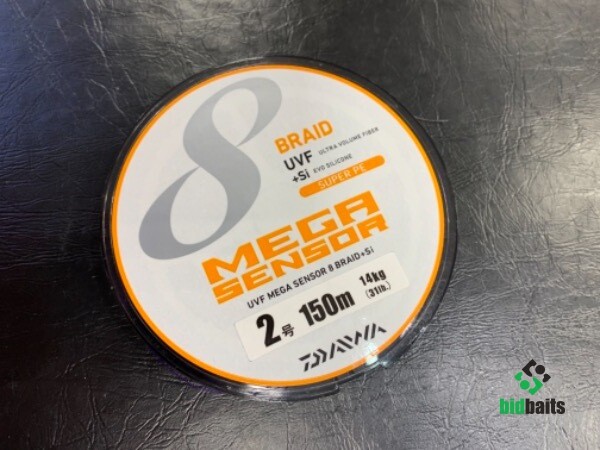 8
BRAID
UVF ULTRA VOLUME FIBER
+Si EVO SILICONE
SUPER PE
MEGA
SENSOR
UVF MEGA SENSOR 8 BRAID+Si
2号 150m 14kg
(31lb.)
DAIWA
bidbaits